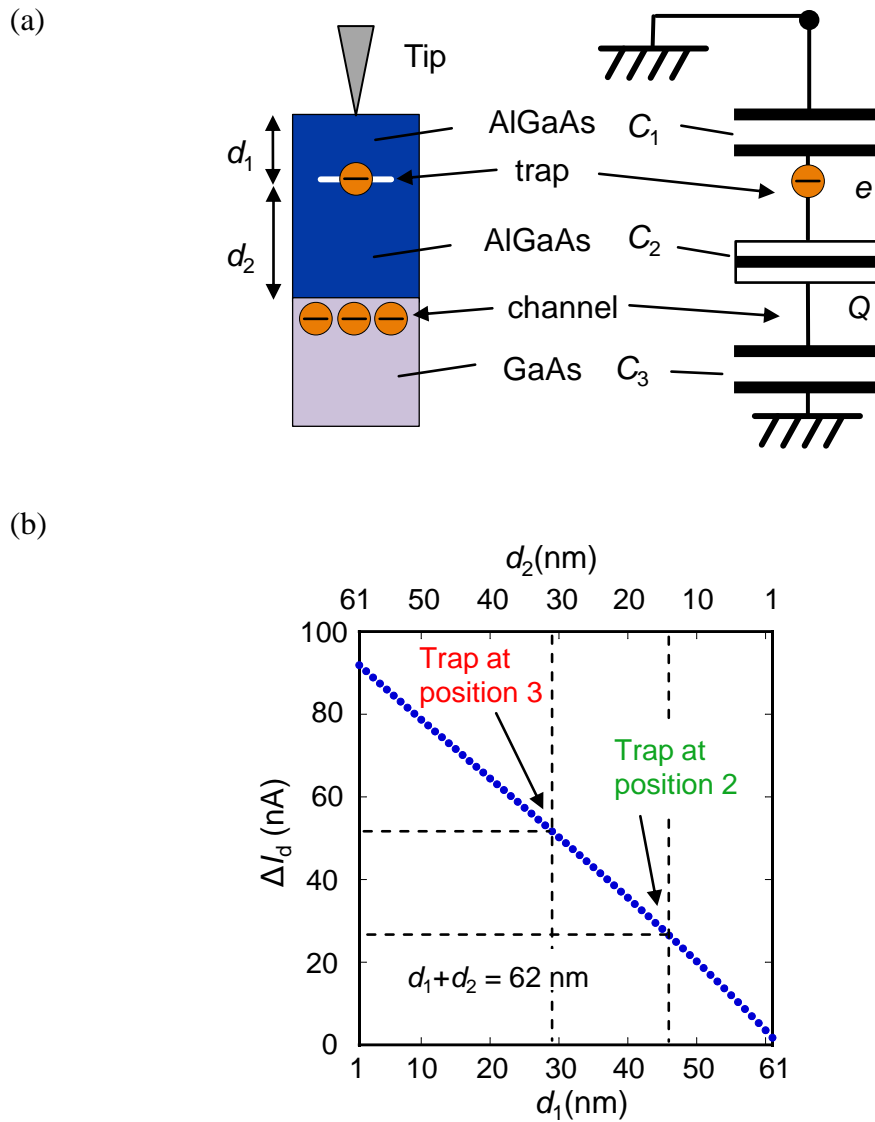 (a)
Tip
AlGaAs C1
d1
trap
e
AlGaAs C2
d2
channel Q
GaAs C3
(b)
d2(nm)
61 50 40 30 20 10 1
100
80
60
40
20
0
ΔId (nA)
Trap at
position 3
Trap at
position 2
d1+d2 = 62 nm
1 10 20 30 40 50 61
d1(nm)